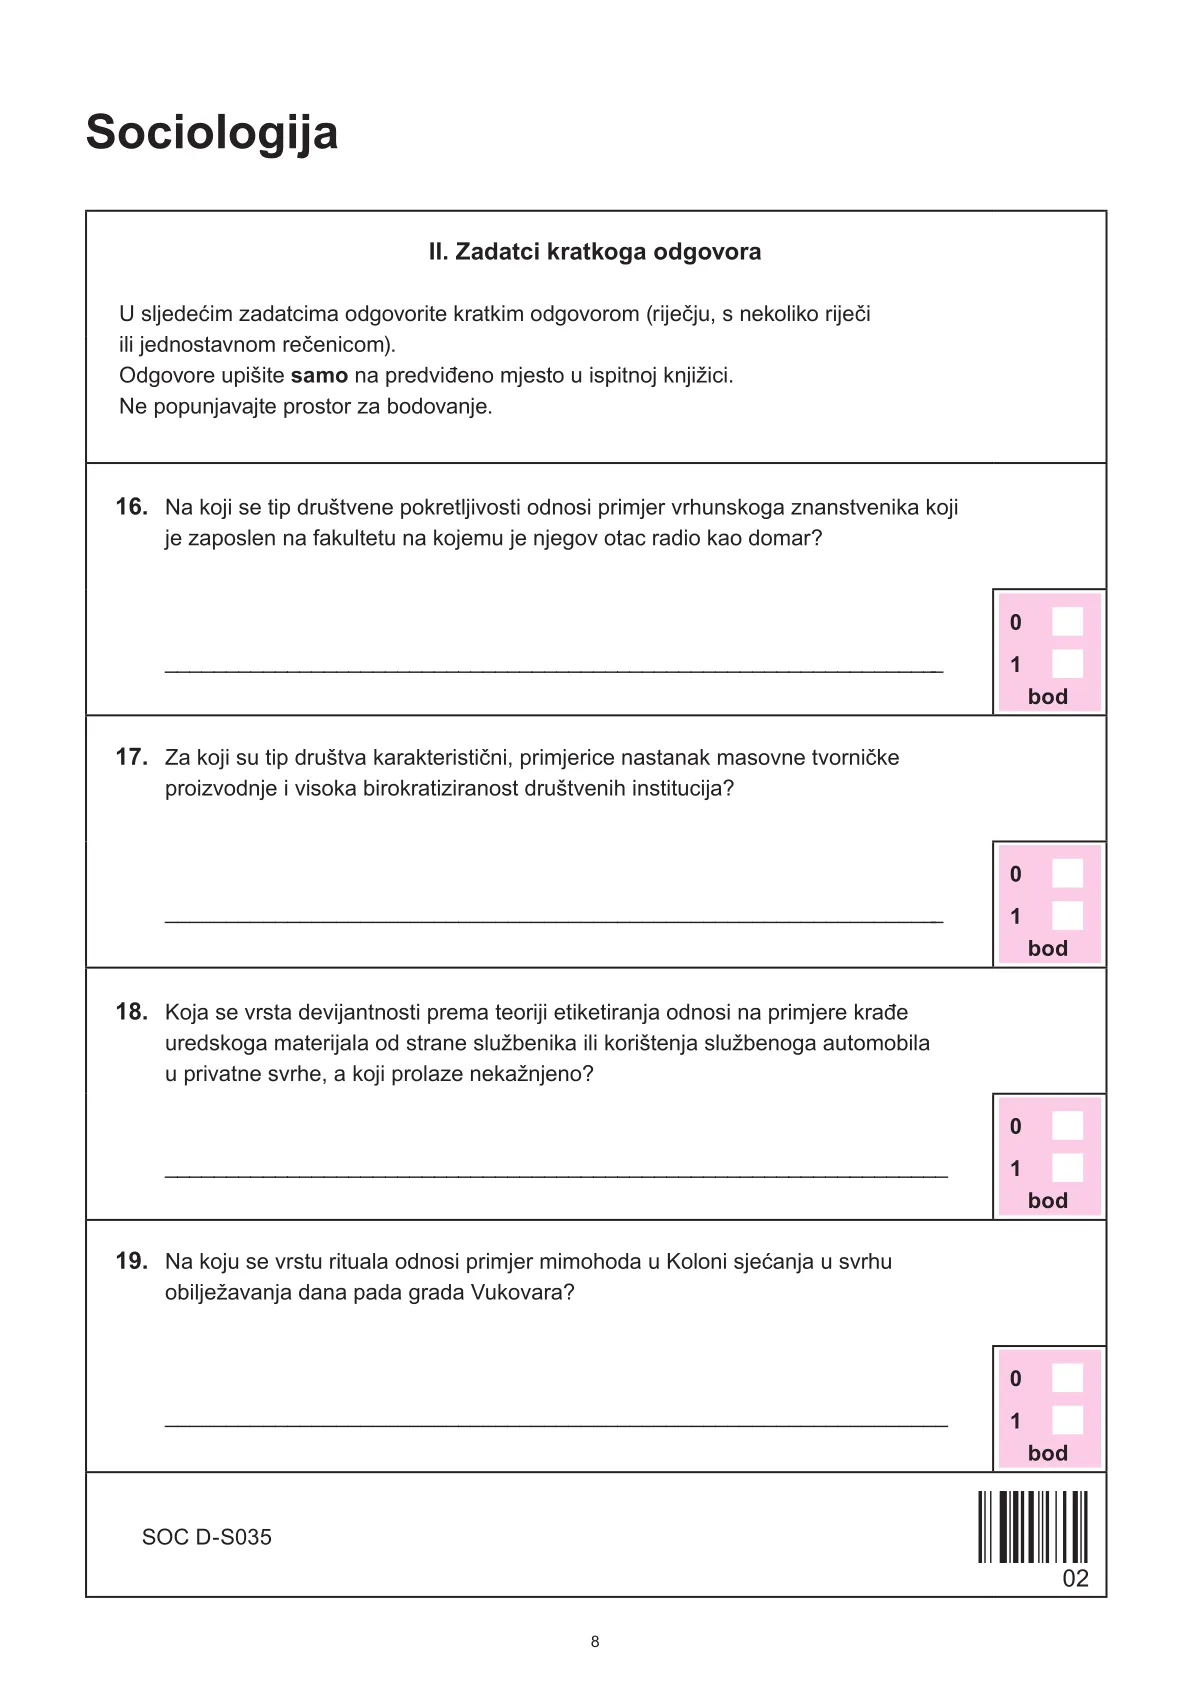 Sociologija
II. Zadatci kratkoga odgovora
U sljedećim zadatcima odgovorite kratkim odgovorom (riječju, s nekoliko riječi
ili jednostavnom rečenicom).
Odgovore upišite samo na predviđeno mjesto u ispitnoj knjižici.
Ne popunjavajte prostor za bodovanje.
16. Na koji se tip društvene pokretljivosti odnosi primjer vrhunskoga znanstvenika koji
je zaposlen na fakultetu na kojemu je njegov otac radio kao domar?
0
1
bod
17. Za koji su tip društva karakteristični, primjerice nastanak masovne tvorničke
proizvodnje i visoka birokratiziranost društvenih institucija?
0
1
bod
18. Koja se vrsta devijantnosti prema teoriji etiketiranja odnosi na primjere krađe
uredskoga materijala od strane službenika ili korištenja službenoga automobila
u privatne svrhe, a koji prolaze nekažnjeno?
0
1
bod
19. Na koju se vrstu rituala odnosi primjer mimohoda u Koloni sjećanja u svrhu
obilježavanja dana pada grada Vukovara?
0
1
bod
SOC D-S035
02
8